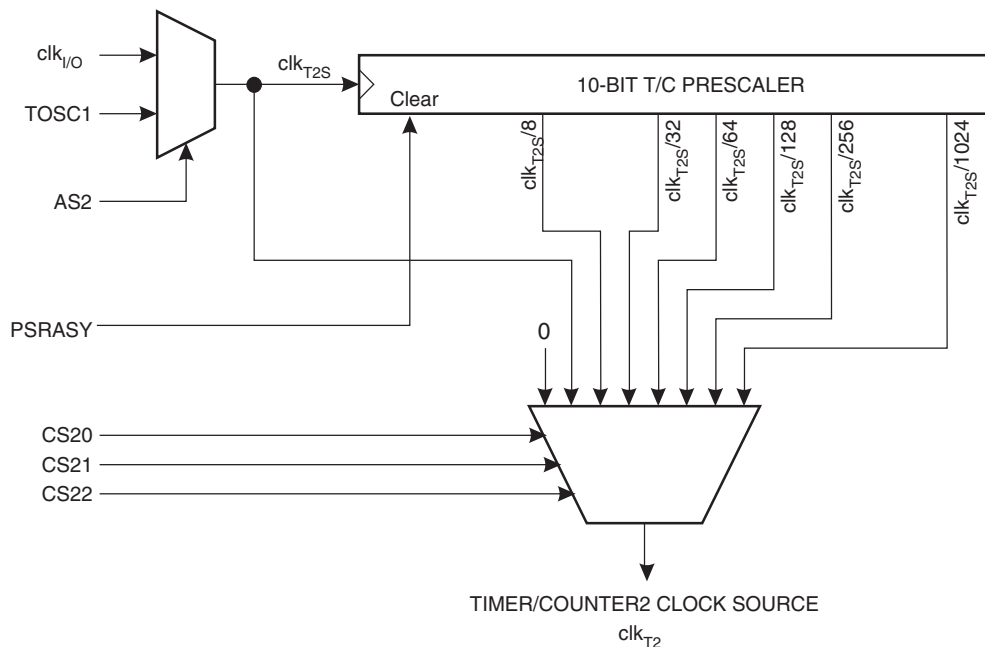 clkI/O
clkT2S
10-BIT T/C PRESCALER
TOSC1
Clear
clkT2S/8
clkT2S/32
clkT2S/64
clkT2S/128
clkT2S/256
clkT2S/1024
AS2
PSRASY
0
CS20
CS21
CS22
TIMER/COUNTER2 CLOCK SOURCE
clkT2